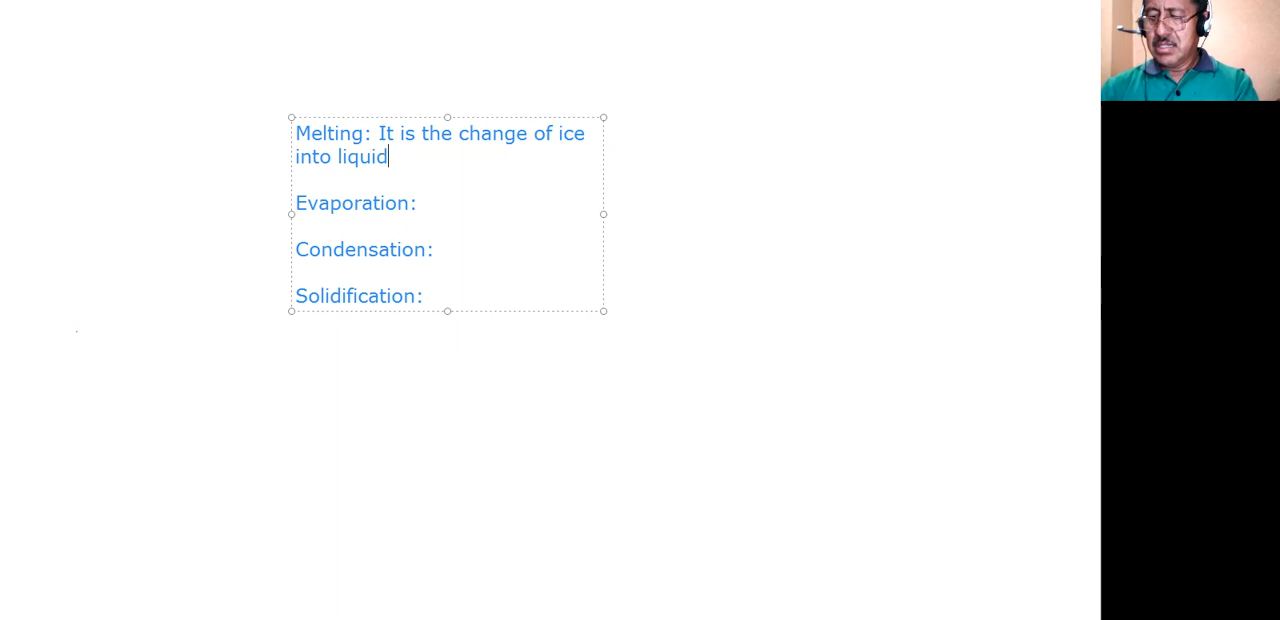 Melting: It is the change of ice
into liquid
Evaporation:
Condensation:
Solidification: